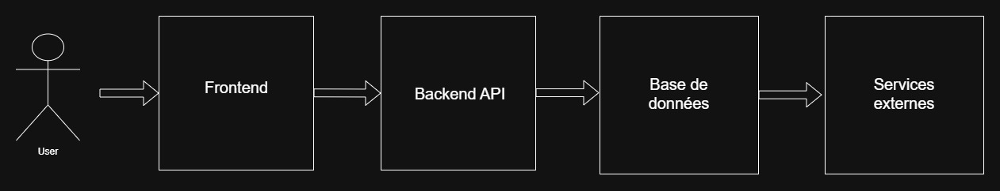 User
Frontend
Backend API
Base de
données
Services
externes